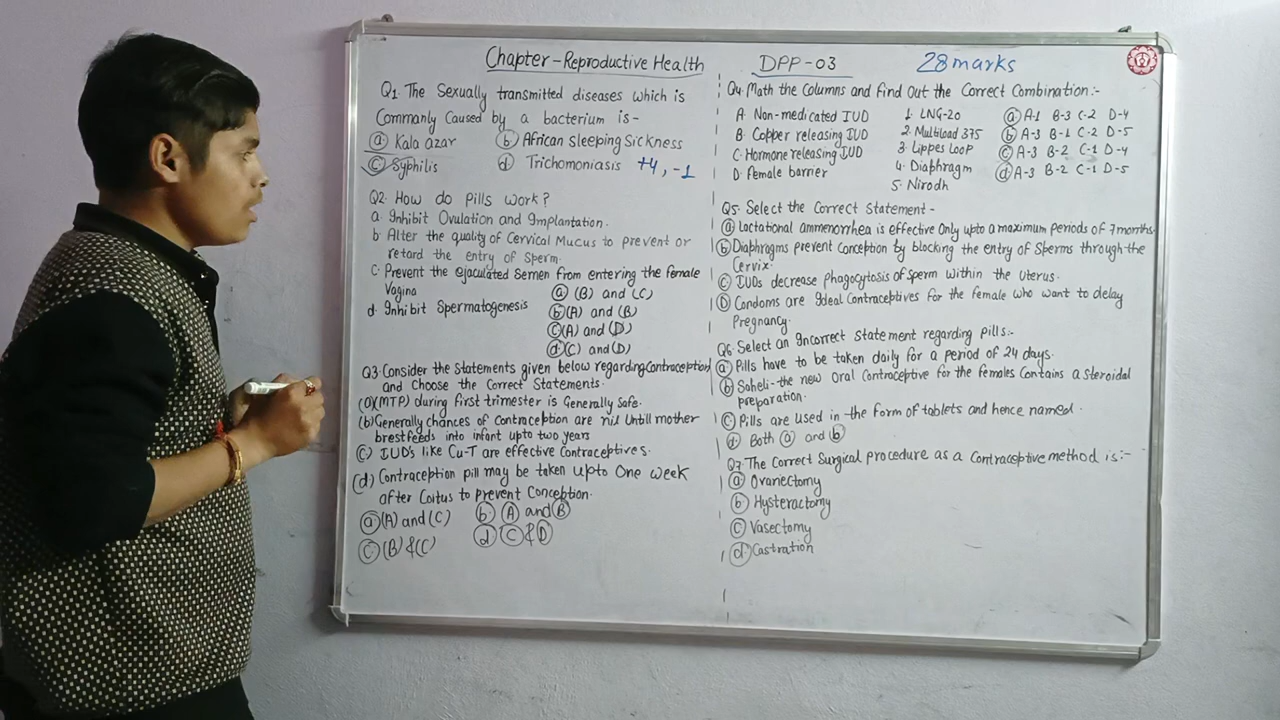 Chapter - Reproductive Health DPP-03 28 marks
Q1 The Sexually transmitted diseases which is
Commanly Caused by a bacterium is -
(a) Kala azar (b) African sleeping Sickness
(c) Syphilis (d) Trichomoniasis +4, -1
Q2 How do Pills Work?
a. Inhibit Ovulation and Implantation.
b. Alter the quality of Cervical Mucus to prevent or
retard the entry of Sperm.
C. Prevent the ejaculated semen from entering the female
Vagina (a) (B) and (C)
d. Inhibit Spermatogenesis (b) (A) and (B)
(c) (A) and (D)
(d) (C) and (D)
Q3 Consider the Statements given below regarding Contraception
and Choose the Correct Statements.
(a) (MTP) during first trimester is Generally Safe.
(b) Generally chances of Contraception are nil Untill mother
brestfeeds into infant upto two years
(C) IUD's like Cu-T are effective Contraceptives.
(d) Contraception pill may be taken upto One week
after Coitus to prevent Conception.
(a) (A) and (C) (b) (A) and (B)
(c) (B) & (C) (d) (C) & (D)
Q4 Math the Columns and find Out the Correct Combination:-
A. Non-medicated IUD 1. LNG-20 (a) A-1 B-3 C-2 D-4
B. Copper releasing IUD 2. Multiload 375 (b) A-3 B-1 C-2 D-5
C. Hormone releasing IUD 3. Lippes Loop (c) A-3 B-2 C-1 D-4
D. Female barrier 4. Diaphragm (d) A-3 B-2 C-1 D-5
5. Nirodh
Q5. Select the Correct Statement -
(a) Lactational ammenorrhea is effective Only upto a maximum periods of 7 months
(b) Diaphragms prevent Conception by blocking the entry of Sperms through the
Cervix.
(c) IUDs decrease phagocytosis of sperm within the Uterus.
(D) Condoms are Ideal Contraceptives for the female who want to delay
Pregnancy.
Q6 Select an Incorrect Statement regarding pills:-
(a) Pills have to be taken daily for a period of 24 days.
(b) Saheli - the new Oral Contraceptive for the females Contains a Steroidal
preparation.
(c) Pills are used in the form of tablets and hence named.
(d) Both (a) and (b)
Q7. The Correct Surgical procedure as a Contraceptive method is:-
(a) Ovariectomy
(b) Hysteractomy
(c) Vasectomy
(d) Castration